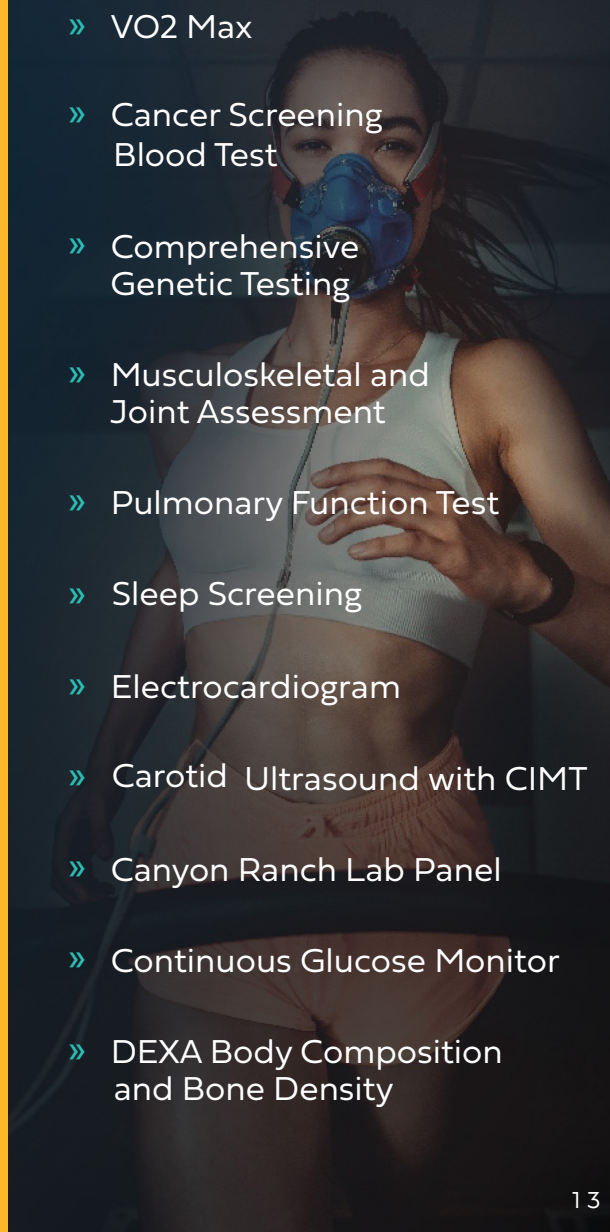 » VO2 Max
» Cancer Screening
Blood Test
» Comprehensive
Genetic Testing
» Musculoskeletal and
Joint Assessment
» Pulmonary Function Test
» Sleep Screening
» Electrocardiogram
» Carotid Ultrasound with CIMT
» Canyon Ranch Lab Panel
» Continuous Glucose Monitor
» DEXA Body Composition
and Bone Density
13